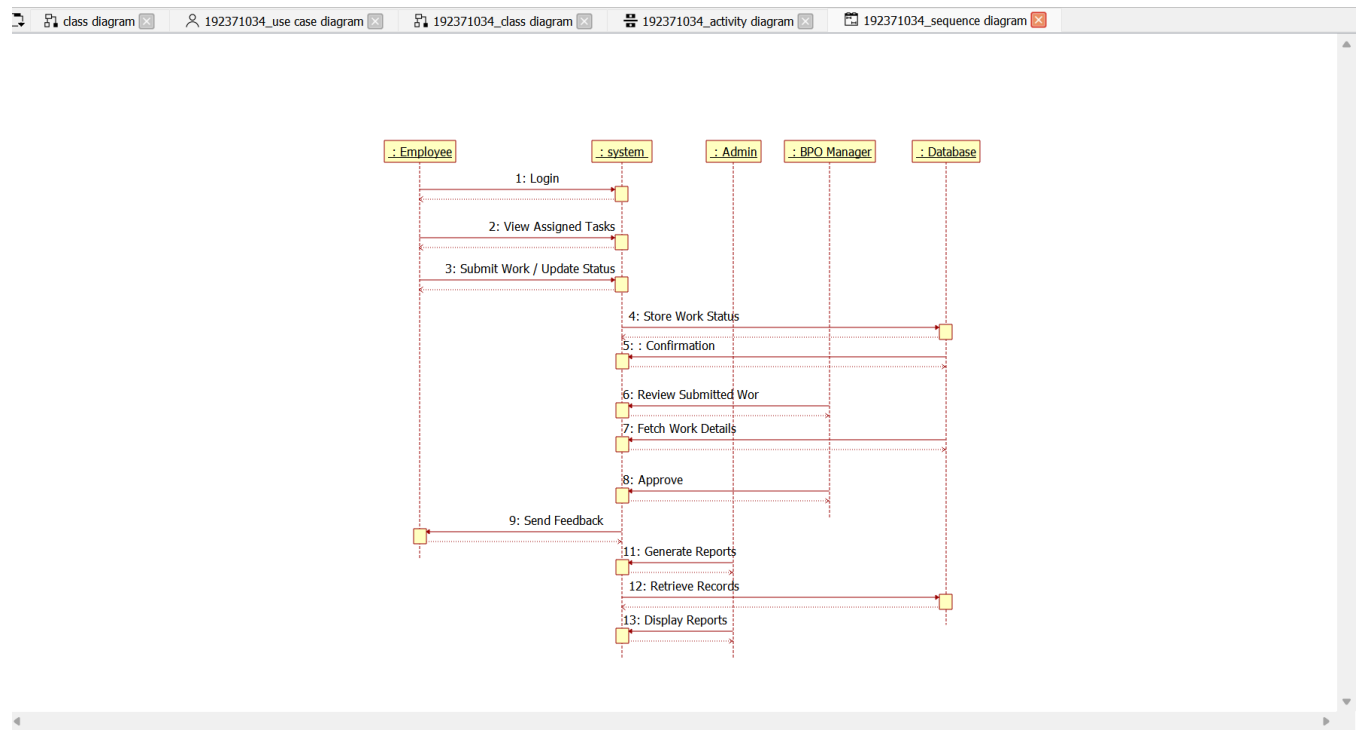 class diagram 192371034_use case diagram 192371034_class diagram 192371034_activity diagram 192371034_sequence diagram
_: Employee _: system _: Admin _: BPO Manager _: Database
1: Login
2: View Assigned Tasks
3: Submit Work / Update Status
4: Store Work Status
5: : Confirmation
6: Review Submitted Wor
7: Fetch Work Details
8: Approve
9: Send Feedback
11: Generate Reports
12: Retrieve Records
13: Display Reports